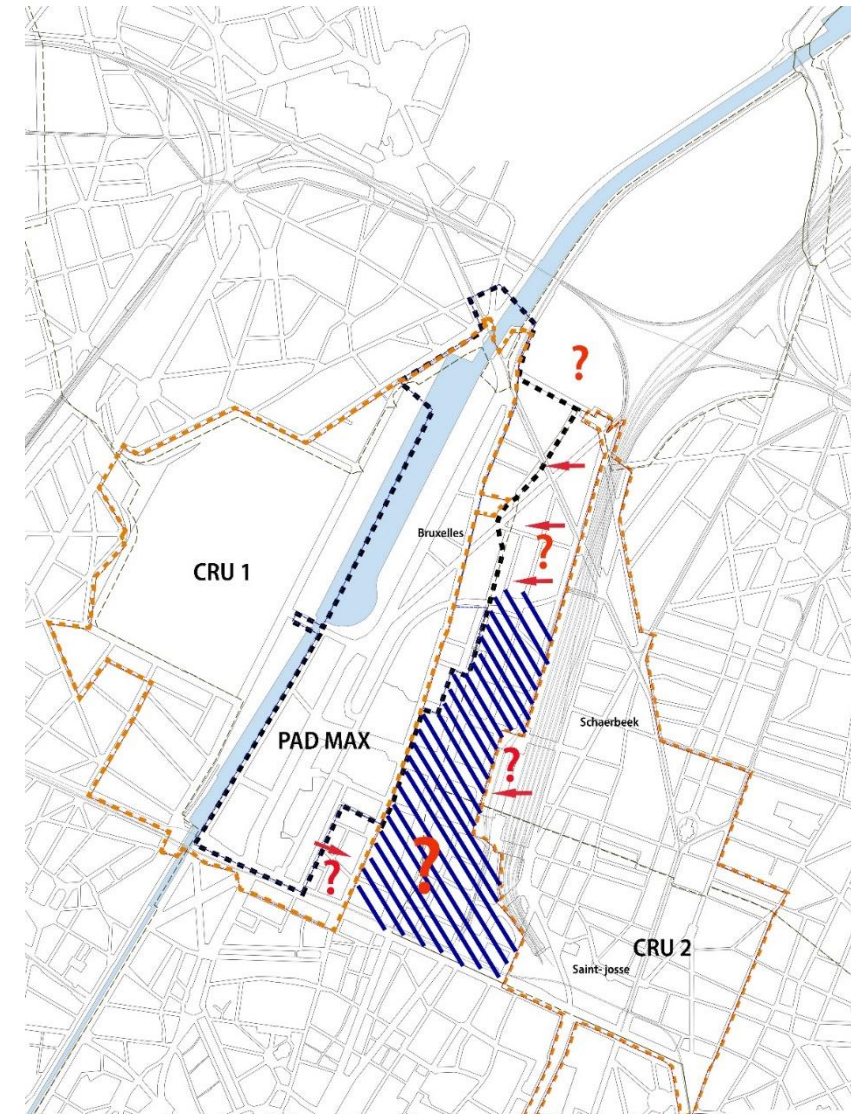 ?
Bruxelles
?
CRU 1
Schaerbeek
PAD MAX
?
?
?
CRU 2
Saint-josse